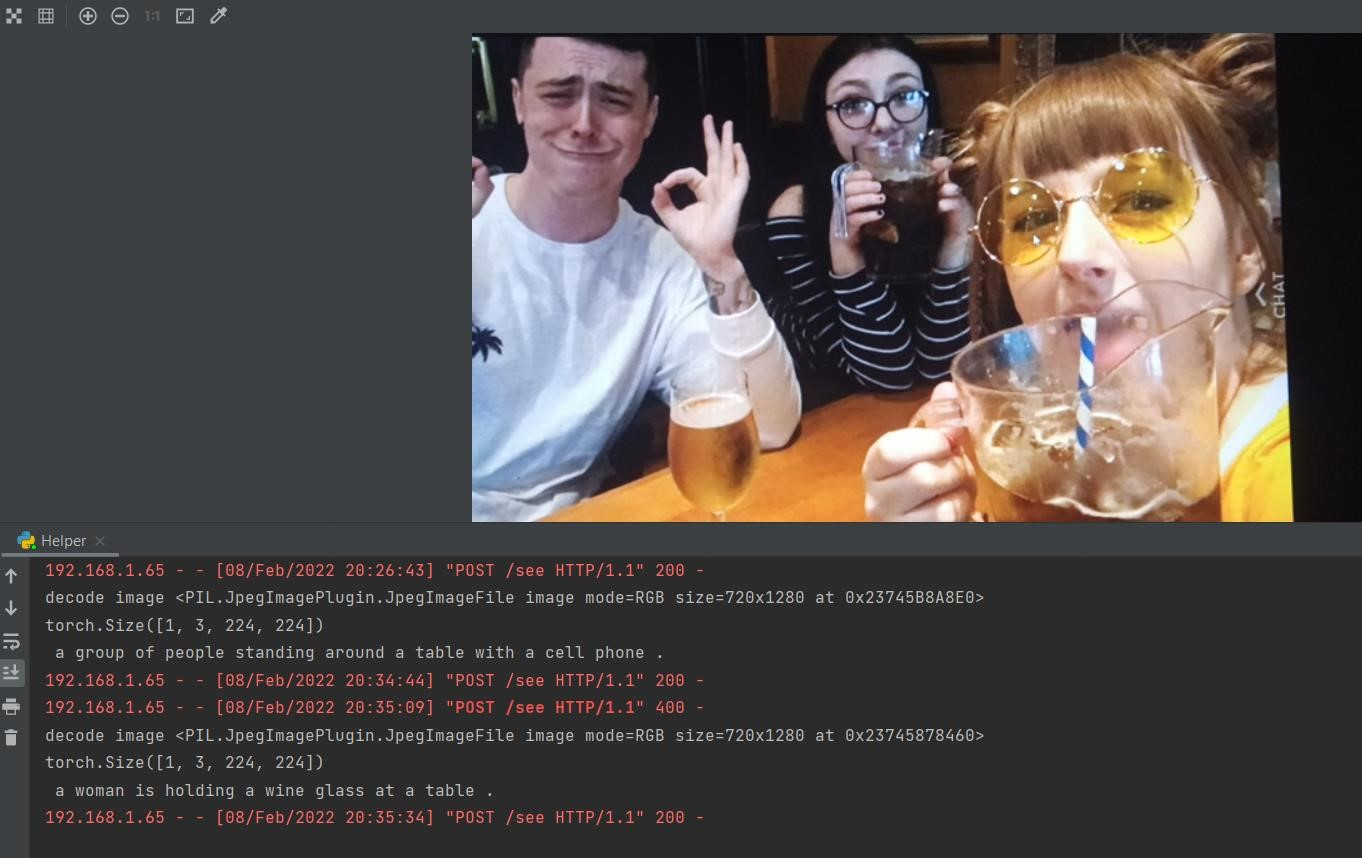 1:1
CHAT
Helper
192.168.1.65 - - [08/Feb/2022 20:26:43] "POST /see HTTP/1.1" 200 -
decode image <PIL.JpegImagePlugin.JpegImageFile image mode=RGB size=720x1280 at 0x23745B8A8E0>
torch.Size([1, 3, 224, 224])
a group of people standing around a table with a cell phone .
192.168.1.65 - - [08/Feb/2022 20:34:44] "POST /see HTTP/1.1" 200 -
192.168.1.65 - - [08/Feb/2022 20:35:09] "POST /see HTTP/1.1" 400 -
decode image <PIL.JpegImagePlugin.JpegImageFile image mode=RGB size=720x1280 at 0x23745878460>
torch.Size([1, 3, 224, 224])
a woman is holding a wine glass at a table .
192.168.1.65 - - [08/Feb/2022 20:35:34] "POST /see HTTP/1.1" 200 -